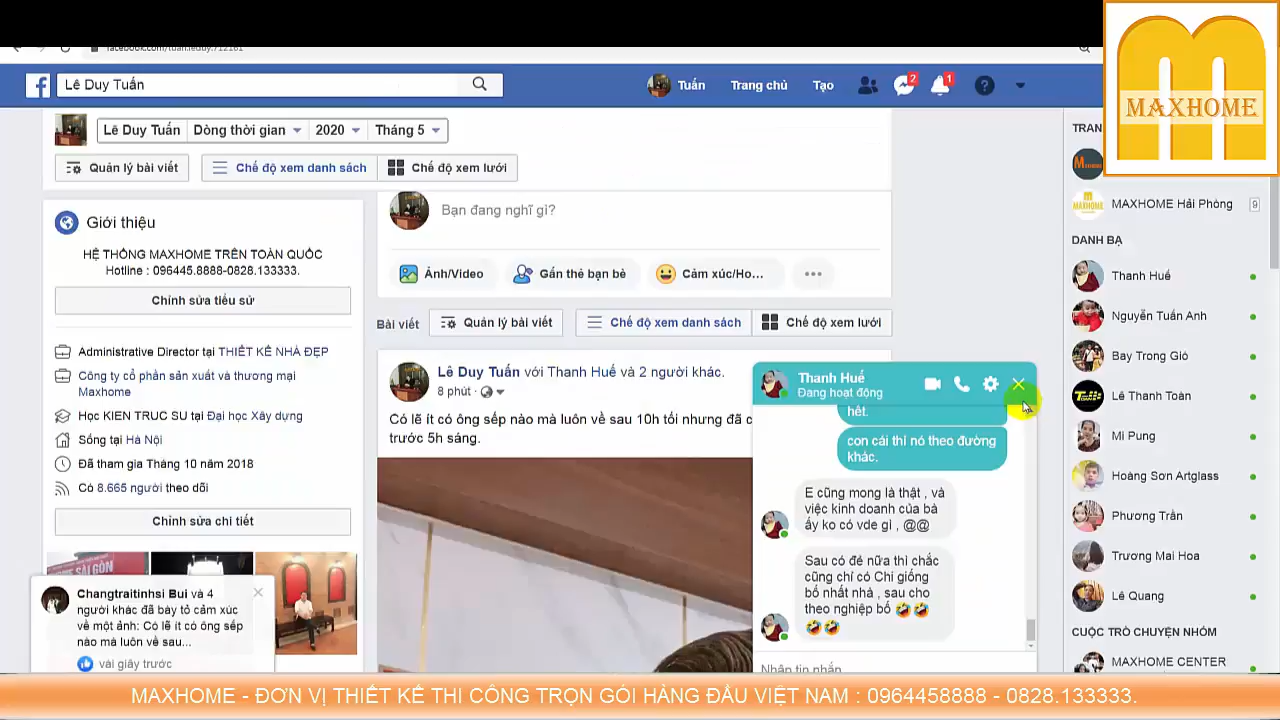 facebook.com/tuan.leduy.712161
MAXHOME
Lê Duy Tuấn
Tuấn
Trang chủ
Tạo
2
1
Lê Duy Tuấn
Dòng thời gian
2020
Tháng 5
Quản lý bài viết
Chế độ xem danh sách
Chế độ xem lưới
Giới thiệu
HỆ THỐNG MAXHOME TRÊN TOÀN QUỐC
Hotline : 096445.8888-0828.133333.
Chỉnh sửa tiểu sử
Administrative Director tại THIẾT KẾ NHÀ ĐẸP
Công ty cổ phần sản xuất và thương mại
Maxhome
Học KIEN TRUC SU tại Đại học Xây dựng
Sống tại Hà Nội
Đã tham gia Tháng 10 năm 2018
Có 8.665 người theo dõi
Chỉnh sửa chi tiết
SÀI GÒN
Changtraitinhsi Bui và 4
người khác đã bày tỏ cảm xúc
về một ảnh: Có lẽ ít có ông sếp
nào mà luôn về sau...
vài giây trước
Bạn đang nghĩ gì?
Ảnh/Video
Gắn thẻ bạn bè
Cảm xúc/Ho...
Bài viết
Quản lý bài viết
Chế độ xem danh sách
Chế độ xem lưới
Lê Duy Tuấn với Thanh Huế và 2 người khác.
8 phút
Có lẽ ít có ông sếp nào mà luôn về sau 10h tối nhưng đã c
trước 5h sáng.
Thanh Huế
Đang hoạt động
hết.
con cái thì nó theo đường
khác.
E cũng mong là thật , và
việc kinh doanh của bà
ấy ko có vde gì , @@
Sau có đẻ nữa thì chắc
cũng chỉ có Chi giống
bố nhất nhà , sau cho
theo nghiệp bố 🤣🤣
🤣🤣
Nhập tin nhắn
TRAN
MAXHOME Hải Phòng
9
DANH BẠ
Thanh Huế
Nguyễn Tuấn Anh
Bay Trong Gió
Lê Thanh Toàn
Mi Pung
Hoàng Sơn Artglass
Phương Trần
Trương Mai Hoa
Lê Quang
CUỘC TRÒ CHUYỆN NHÓM
MAXHOME CENTER
MAXHOME - ĐƠN VỊ THIẾT KẾ THI CÔNG TRỌN GÓI HÀNG ĐẦU VIỆT NAM : 0964458888 - 0828.133333.